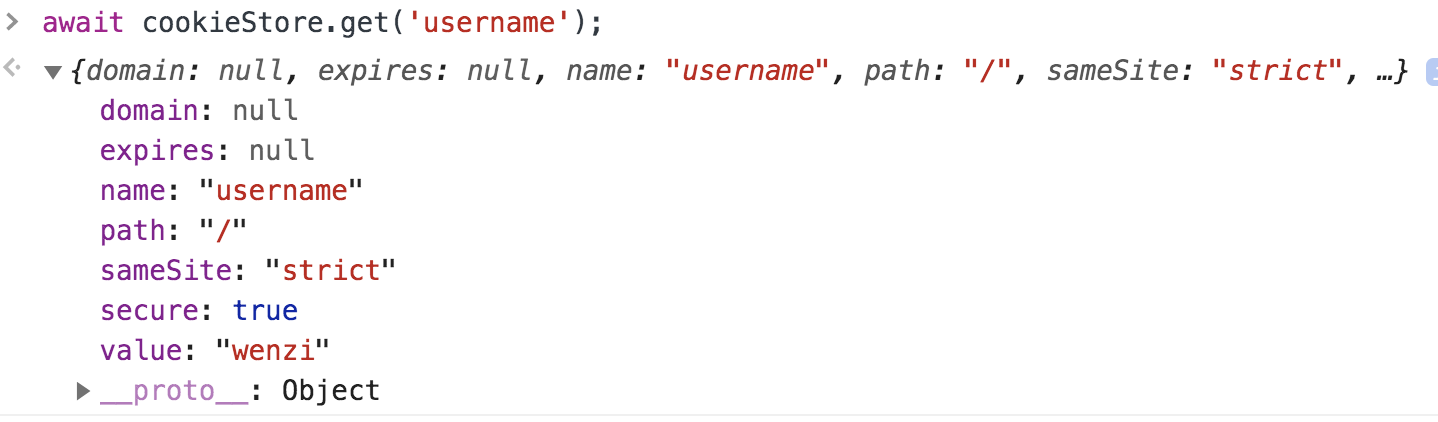 > await cookieStore.get('username');
{domain: null, expires: null, name: "username", path: "/", sameSite: "strict", …}
domain: null
expires: null
name: "username"
path: "/"
sameSite: "strict"
secure: true
value: "wenzi"
__proto__: Object